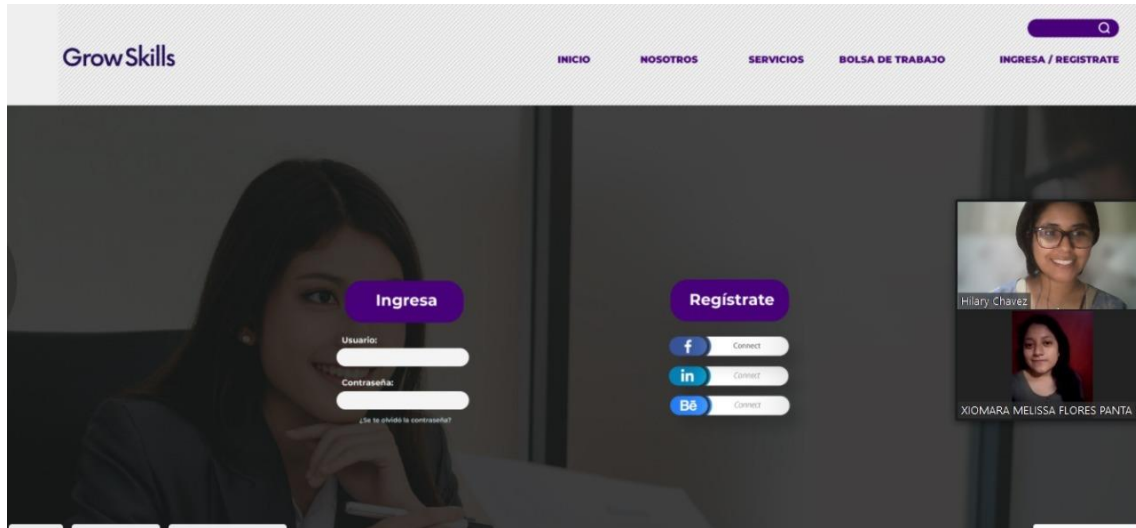 GrowSkills
INICIO NOSOTROS SERVICIOS BOLSA DE TRABAJO INGRESA / REGISTRATE
Ingresa
Usuario:
Contraseña:
¿Se te olvidó la contraseña?
Regístrate
f Connect
in Connect
Bē Connect
Hilary Chavez
XIOMARA MELISSA FLORES PANTA